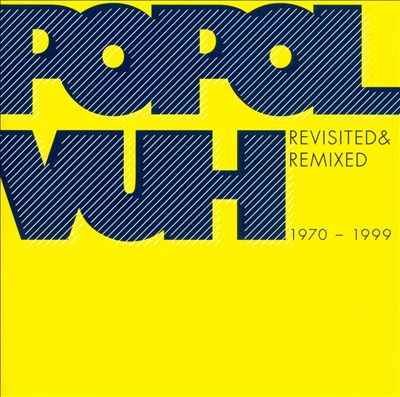 POPOL
VUH
REVISITED&
REMIXED
1970 – 1999